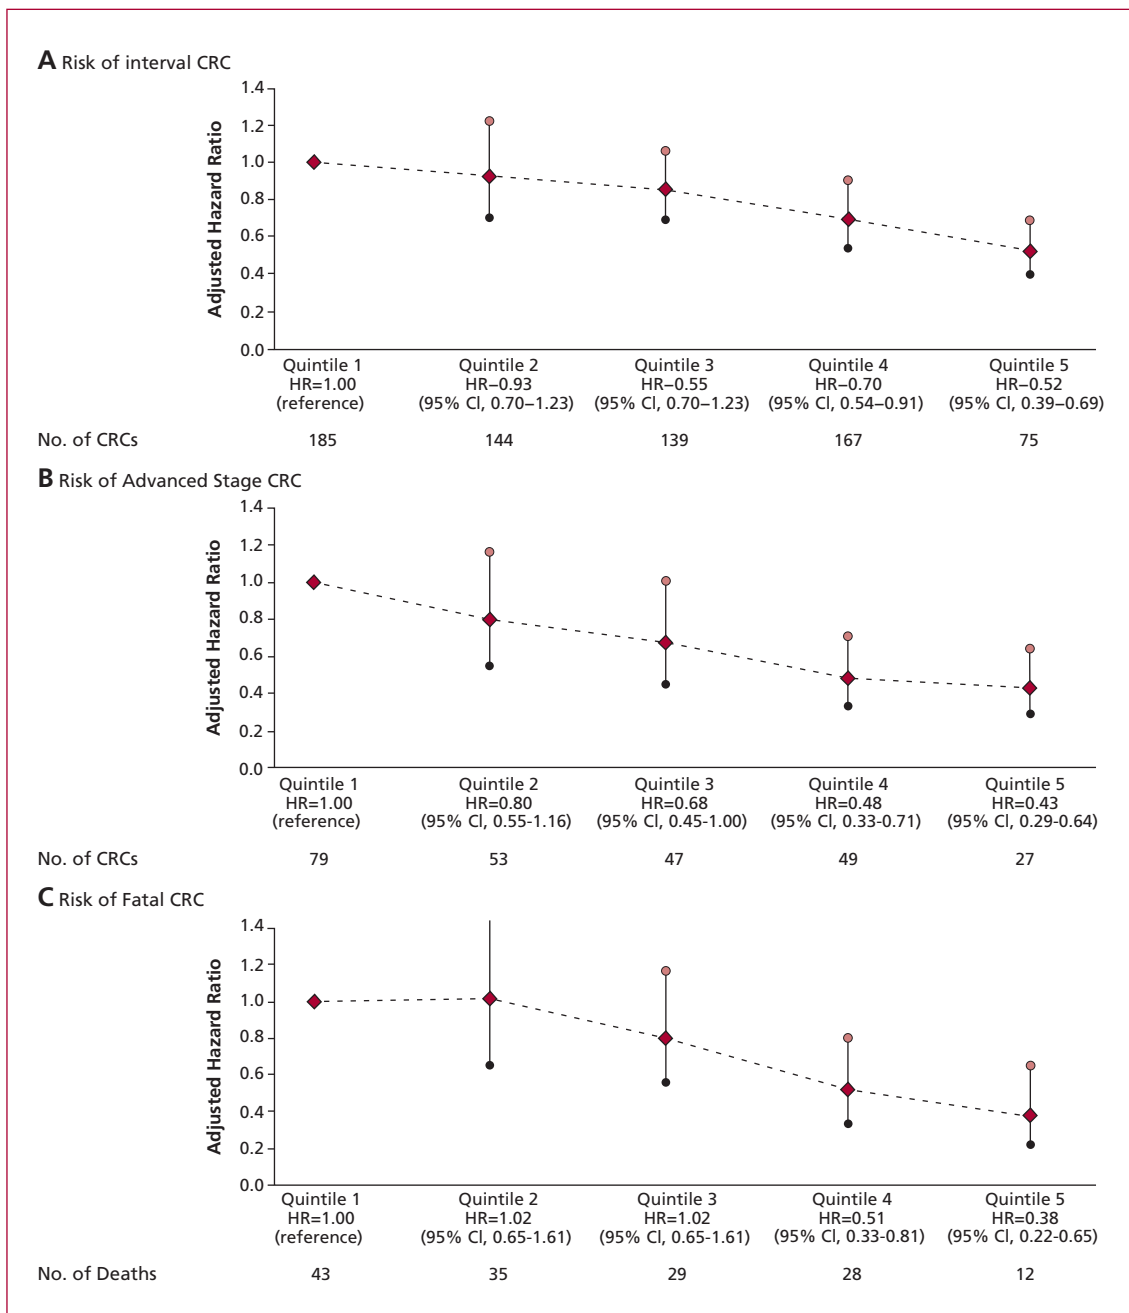 A Risk of interval CRC
Adjusted Hazard Ratio
1.4
1.2
1.0
0.8
0.6
0.4
0.2
0.0
Quintile 1 Quintile 2 Quintile 3 Quintile 4 Quintile 5
HR=1.00 HR–0.93 HR–0.55 HR–0.70 HR–0.52
(reference) (95% CI, 0.70–1.23) (95% CI, 0.70–1.23) (95% CI, 0.54–0.91) (95% CI, 0.39–0.69)
No. of CRCs 185 144 139 167 75
B Risk of Advanced Stage CRC
Adjusted Hazard Ratio
1.4
1.2
1.0
0.8
0.6
0.4
0.2
0.0
Quintile 1 Quintile 2 Quintile 3 Quintile 4 Quintile 5
HR=1.00 HR=0.80 HR=0.68 HR=0.48 HR=0.43
(reference) (95% CI, 0.55-1.16) (95% CI, 0.45-1.00) (95% CI, 0.33-0.71) (95% CI, 0.29-0.64)
No. of CRCs 79 53 47 49 27
C Risk of Fatal CRC
Adjusted Hazard Ratio
1.4
1.2
1.0
0.8
0.6
0.4
0.2
0.0
Quintile 1 Quintile 2 Quintile 3 Quintile 4 Quintile 5
HR=1.00 HR=1.02 HR=1.02 HR=0.51 HR=0.38
(reference) (95% CI, 0.65-1.61) (95% CI, 0.65-1.61) (95% CI, 0.33-0.81) (95% CI, 0.22-0.65)
No. of Deaths 43 35 29 28 12